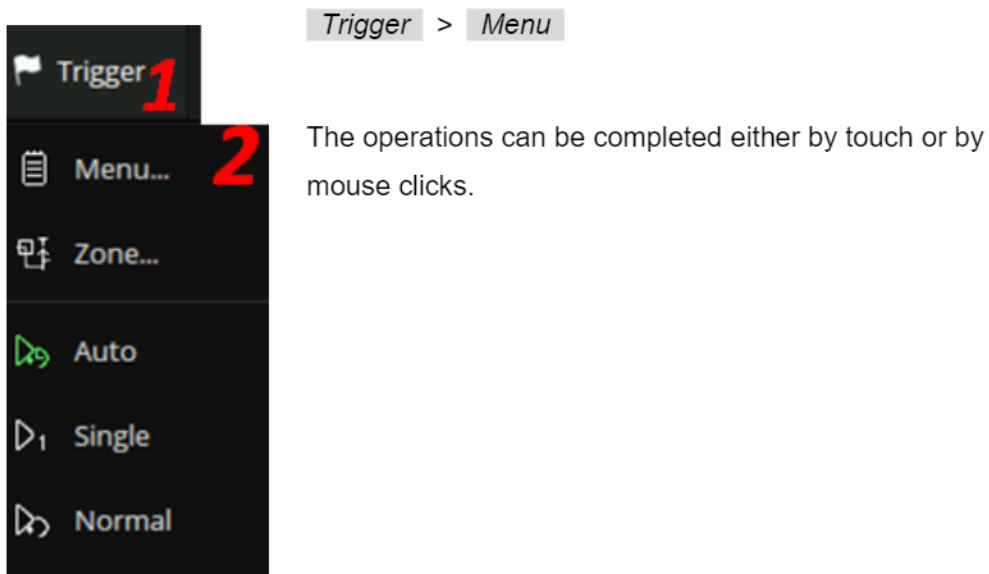 Trigger > Menu
Trigger 1
2
Menu...
Zone...
Auto
1 Single
Normal
The operations can be completed either by touch or by
mouse clicks.